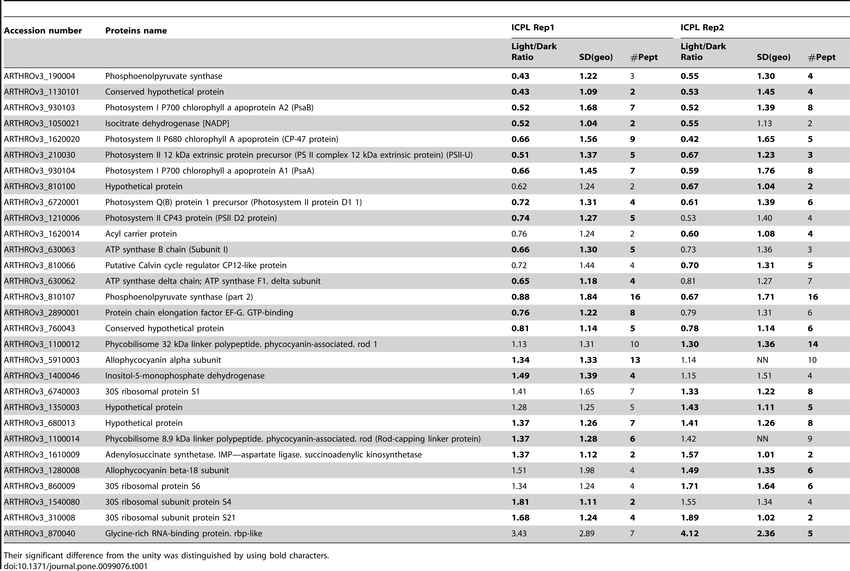 ICPL Rep1 ICPL Rep2
Accession number Proteins name
Light/Dark Ratio SD(geo) #Pept Light/Dark Ratio SD(geo) #Pept
ARTHROv3_190004 Phosphoenolpyruvate synthase 0.43 1.22 3 0.55 1.30 4
ARTHROv3_1130101 Conserved hypothetical protein 0.43 1.09 2 0.53 1.45 4
ARTHROv3_930103 Photosystem I P700 chlorophyll a apoprotein A2 (PsaB) 0.52 1.68 7 0.52 1.39 8
ARTHROv3_1050021 Isocitrate dehydrogenase [NADP] 0.52 1.04 2 0.55 1.13 2
ARTHROv3_1620020 Photosystem II P680 chlorophyll A apoprotein (CP-47 protein) 0.66 1.56 9 0.42 1.65 5
ARTHROv3_210030 Photosystem II 12 kDa extrinsic protein precursor (PS II complex 12 kDa extrinsic protein) (PSII-U) 0.51 1.37 5 0.67 1.23 3
ARTHROv3_930104 Photosystem I P700 chlorophyll a apoprotein A1 (PsaA) 0.66 1.45 7 0.59 1.76 8
ARTHROv3_810100 Hypothetical protein 0.62 1.24 2 0.67 1.04 2
ARTHROv3_6720001 Photosystem Q(B) protein 1 precursor (Photosystem II protein D1 1) 0.72 1.31 4 0.61 1.39 6
ARTHROv3_1210006 Photosystem II CP43 protein (PSII D2 protein) 0.74 1.27 5 0.53 1.40 4
ARTHROv3_1620014 Acyl carrier protein 0.76 1.24 2 0.60 1.08 4
ARTHROv3_630063 ATP synthase B chain (Subunit I) 0.66 1.30 5 0.73 1.36 3
ARTHROv3_810066 Putative Calvin cycle regulator CP12-like protein 0.72 1.44 4 0.70 1.31 5
ARTHROv3_630062 ATP synthase delta chain; ATP synthase F1. delta subunit 0.65 1.18 4 0.81 1.27 7
ARTHROv3_810107 Phosphoenolpyruvate synthase (part 2) 0.88 1.84 16 0.67 1.71 16
ARTHROv3_2890001 Protein chain elongation factor EF-G. GTP-binding 0.76 1.22 8 0.79 1.31 6
ARTHROv3_760043 Conserved hypothetical protein 0.81 1.14 5 0.78 1.14 6
ARTHROv3_1100012 Phycobilisome 32 kDa linker polypeptide. phycocyanin-associated. rod 1 1.13 1.31 10 1.30 1.36 14
ARTHROv3_5910003 Allophycocyanin alpha subunit 1.34 1.33 13 1.14 NN 10
ARTHROv3_1400046 Inositol-5-monophosphate dehydrogenase 1.49 1.39 4 1.15 1.51 4
ARTHROv3_6740003 30S ribosomal protein S1 1.41 1.65 7 1.33 1.22 8
ARTHROv3_1350003 Hypothetical protein 1.28 1.25 5 1.43 1.11 5
ARTHROv3_680013 Hypothetical protein 1.37 1.26 7 1.41 1.26 8
ARTHROv3_1100014 Phycobilisome 8.9 kDa linker polypeptide. phycocyanin-associated. rod (Rod-capping linker protein) 1.37 1.28 6 1.42 NN 9
ARTHROv3_1610009 Adenylosuccinate synthetase. IMP—aspartate ligase. succinoadenylic kinosynthetase 1.37 1.12 2 1.57 1.01 2
ARTHROv3_1280008 Allophycocyanin beta-18 subunit 1.51 1.98 4 1.49 1.35 6
ARTHROv3_860009 30S ribosomal protein S6 1.34 1.24 4 1.71 1.64 6
ARTHROv3_1540080 30S ribosomal subunit protein S4 1.81 1.11 2 1.55 1.34 4
ARTHROv3_310008 30S ribosomal subunit protein S21 1.68 1.24 4 1.89 1.02 2
ARTHROv3_870040 Glycine-rich RNA-binding protein. rbp-like 3.43 2.89 7 4.12 2.36 5
Their significant difference from the unity was distinguished by using bold characters.
doi:10.1371/journal.pone.0099076.t001